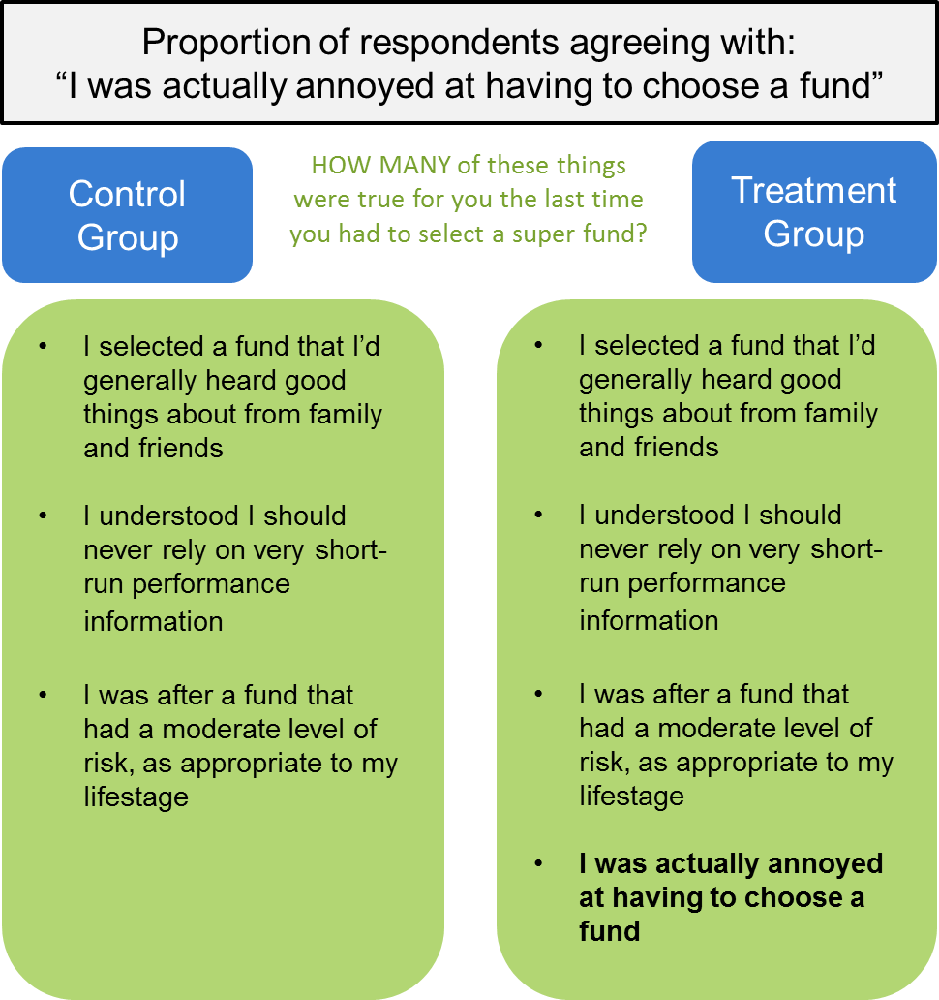 Proportion of respondents agreeing with:
“I was actually annoyed at having to choose a fund”
Control
Group
HOW MANY of these things
were true for you the last time
you had to select a super fund?
Treatment
Group
• I selected a fund that I’d
generally heard good
things about from family
and friends
• I understood I should
never rely on very short-
run performance
information
• I was after a fund that
had a moderate level of
risk, as appropriate to my
lifestage
• I selected a fund that I’d
generally heard good
things about from family
and friends
• I understood I should
never rely on very short-
run performance
information
• I was after a fund that
had a moderate level of
risk, as appropriate to my
lifestage
• I was actually annoyed
at having to choose a
fund